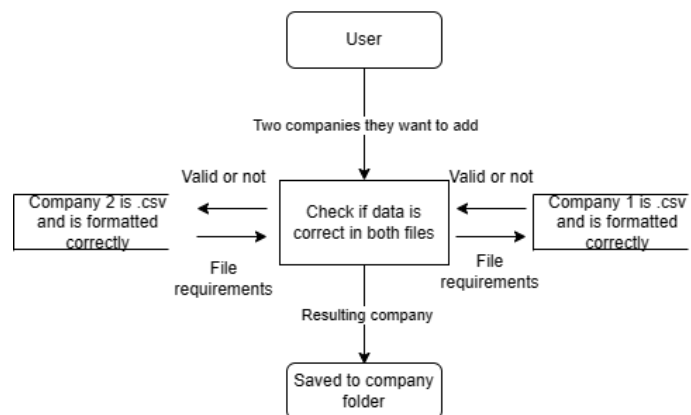 User
Two companies they want to add
Valid or not
Valid or not
Company 2 is .csv
and is formatted
correctly
Check if data is
correct in both files
Company 1 is .csv
and is formatted
correctly
File
requirements
File
requirements
Resulting company
Saved to company
folder